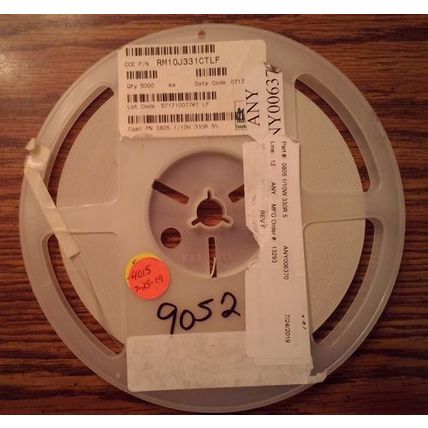 CCE P/N RM10J331CTLF
Qty 5000 Date Code 0717
Lot Code
Cust PN 0805 1/10W 330R 5%
ANY
NY00637
Part #: 0805 1/10W 330R 5 ANY006370
Line: 12 ANY MFG Order #: 13293
REV F 7/24/2019
4015
7-25-19
9052